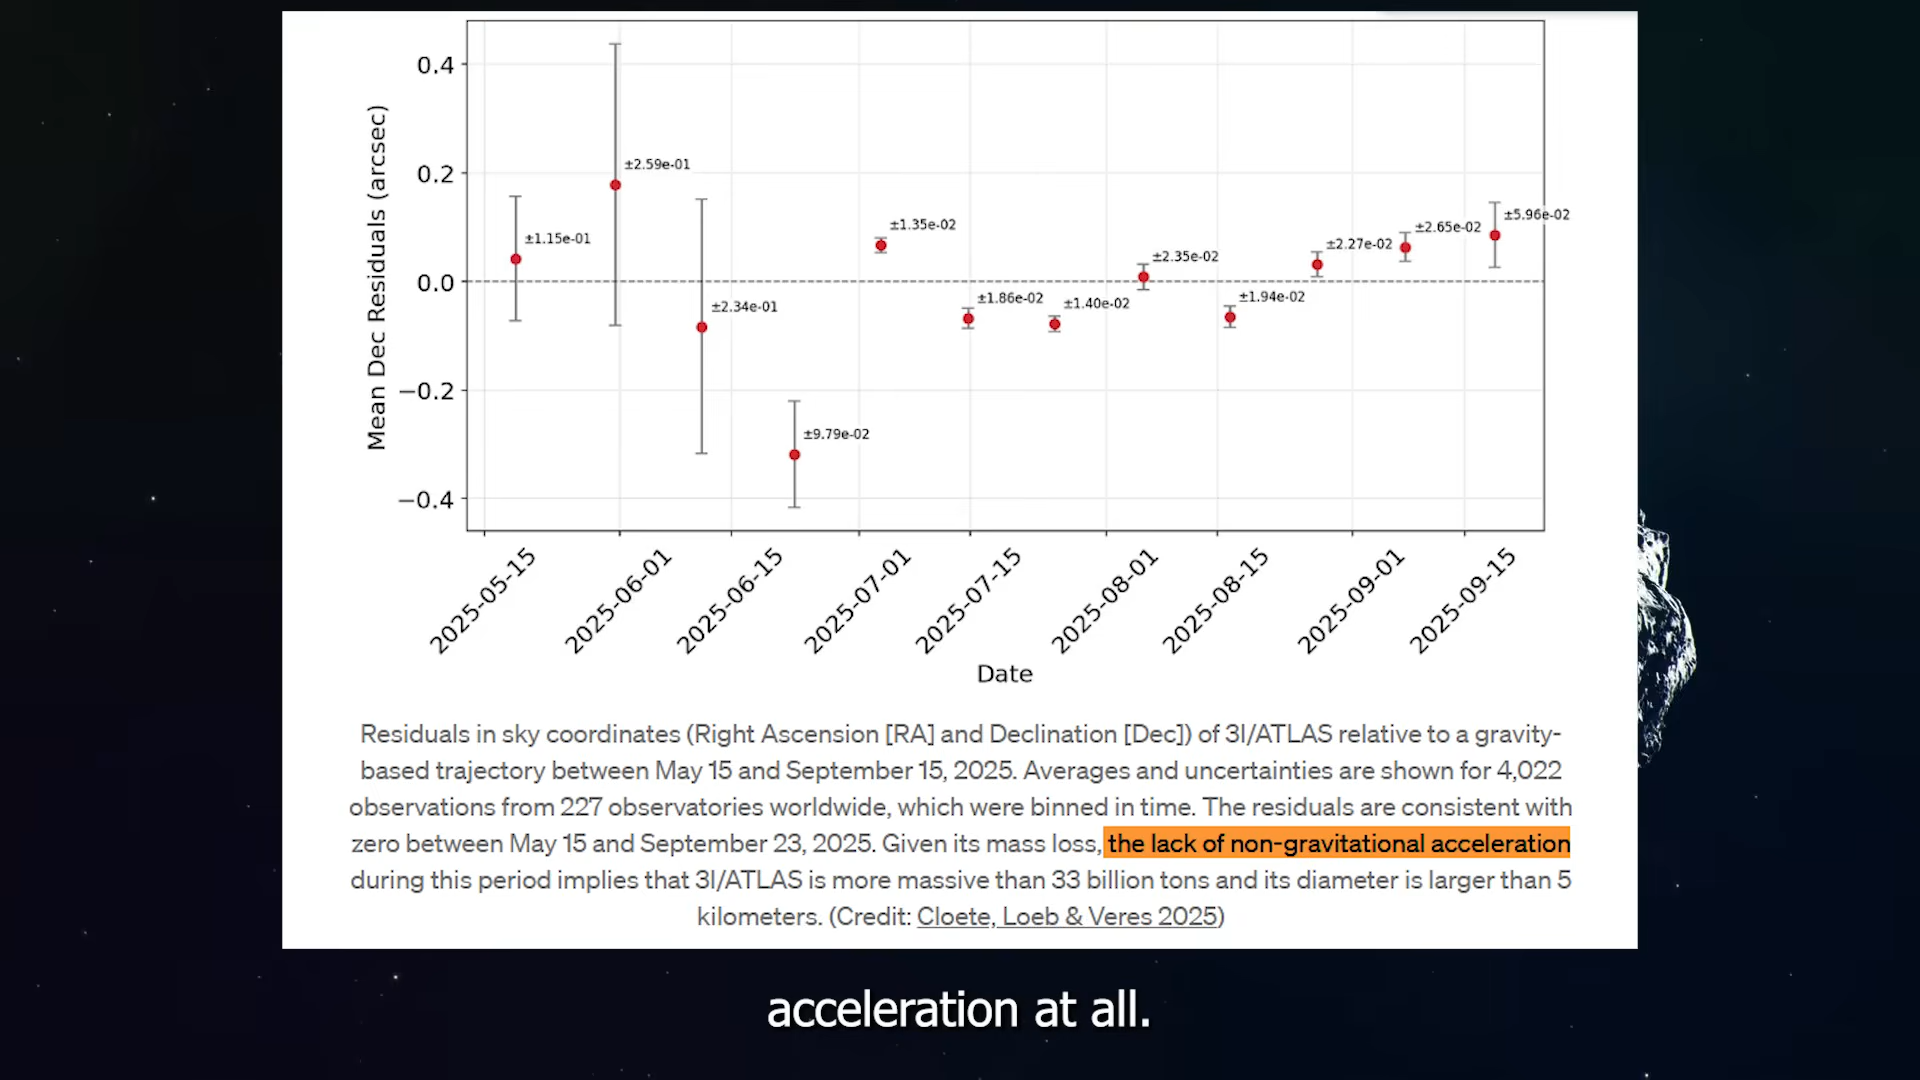 0.4
0.2
0.0
−0.2
−0.4
Mean Dec Residuals (arcsec)
±1.15e-01
±2.59e-01
±2.34e-01
±9.79e-02
±1.35e-02
±1.86e-02
±1.40e-02
±2.35e-02
±1.94e-02
±2.27e-02
±2.65e-02
±5.96e-02
2025-05-15
2025-06-01
2025-06-15
2025-07-01
2025-07-15
2025-08-01
2025-08-15
2025-09-01
2025-09-15
Date
Residuals in sky coordinates (Right Ascension [RA] and Declination [Dec]) of 3I/ATLAS relative to a gravity-
based trajectory between May 15 and September 15, 2025. Averages and uncertainties are shown for 4,022
observations from 227 observatories worldwide, which were binned in time. The residuals are consistent with
zero between May 15 and September 23, 2025. Given its mass loss, the lack of non-gravitational acceleration
during this period implies that 3I/ATLAS is more massive than 33 billion tons and its diameter is larger than 5
kilometers. (Credit: Cloete, Loeb & Veres 2025)
acceleration at all.